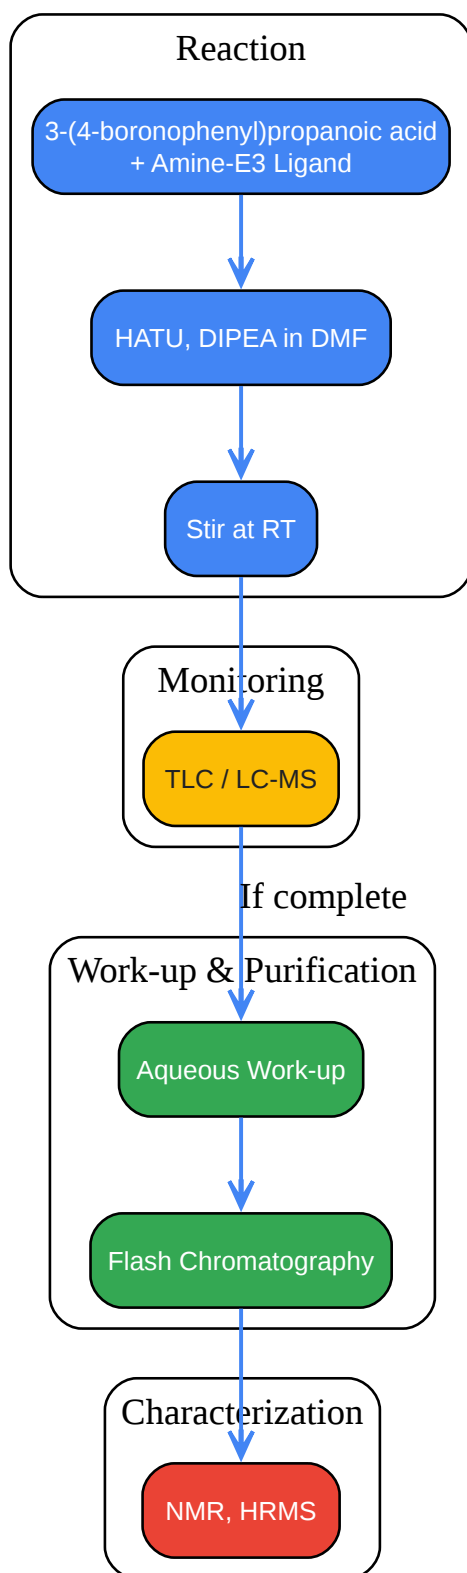 Reaction
3-(4-boronophenyl)propanoic acid
+ Amine-E3 Ligand
HATU, DIPEA in DMF
Stir at RT
Monitoring
TLC / LC-MS
If complete
Work-up & Purification
Aqueous Work-up
Flash Chromatography
Characterization
NMR, HRMS